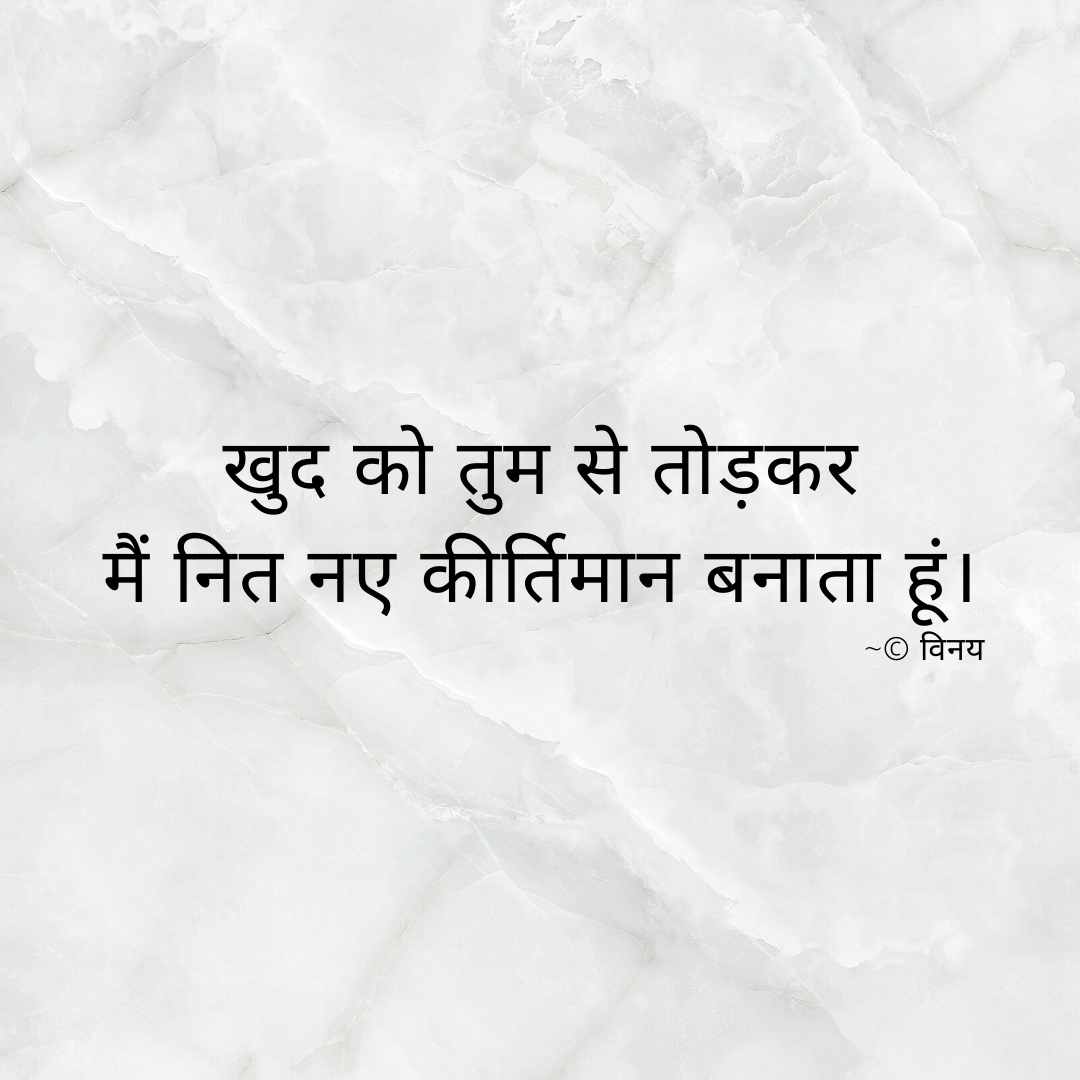 खुद को तुम से तोड़कर
मैं नित नए कीर्तिमान बनाता हूं।
~© विनय